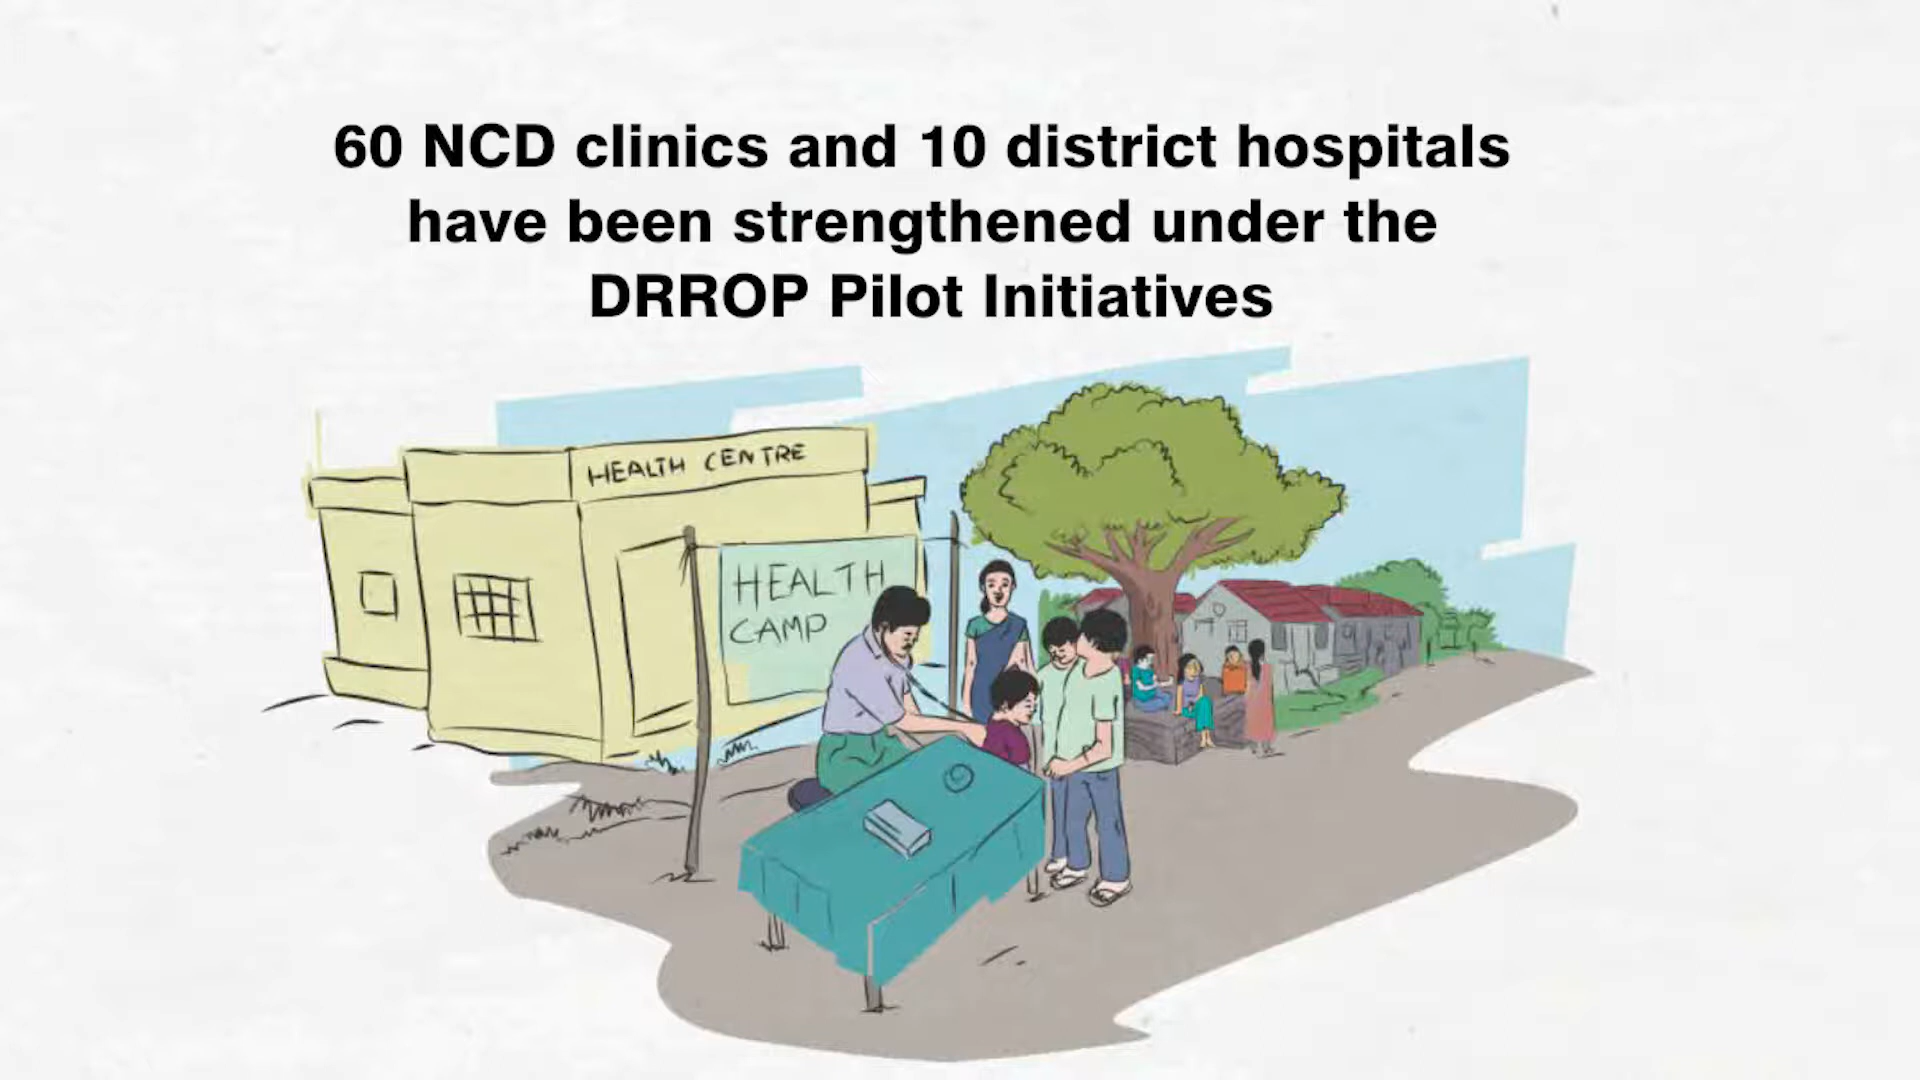 60 NCD clinics and 10 district hospitals
have been strengthened under the
DRROP Pilot Initiatives
HEALTH CENTRE
HEALTH
CAMP